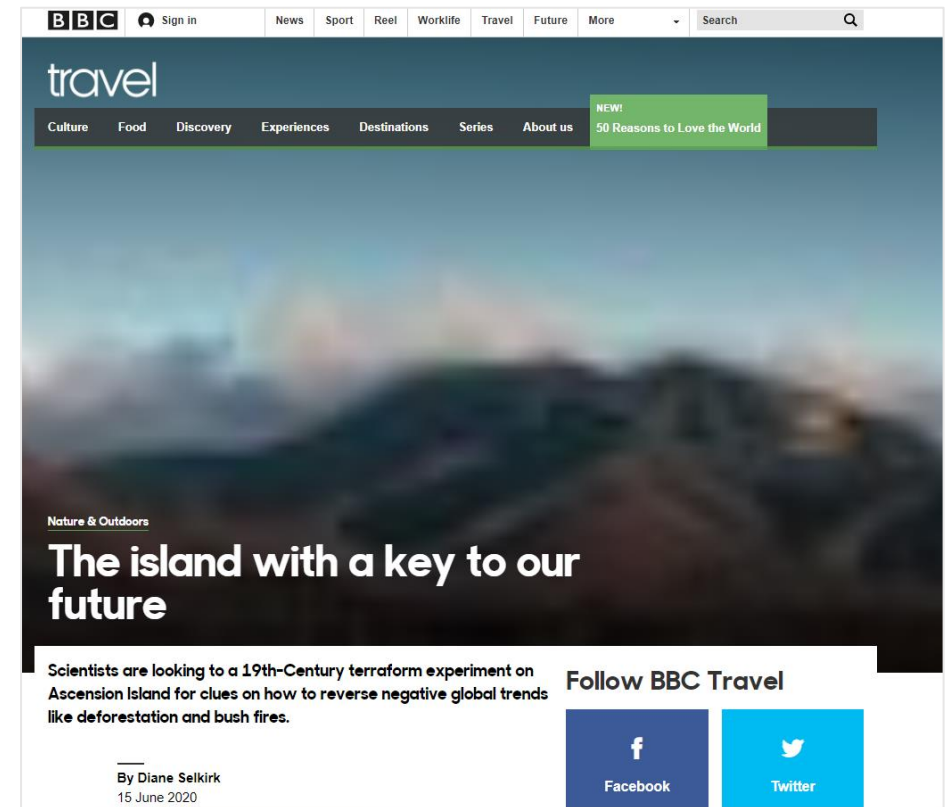 BBC Sign in News Sport Reel Worklife Travel Future More Search
travel
NEW!
Culture Food Discovery Experiences Destinations Series About us 50 Reasons to Love the World
Nature & Outdoors
The island with a key to our
future
Scientists are looking to a 19th-Century terraform experiment on
Ascension Island for clues on how to reverse negative global trends
like deforestation and bush fires.
By Diane Selkirk
15 June 2020
Follow BBC Travel
Facebook Twitter